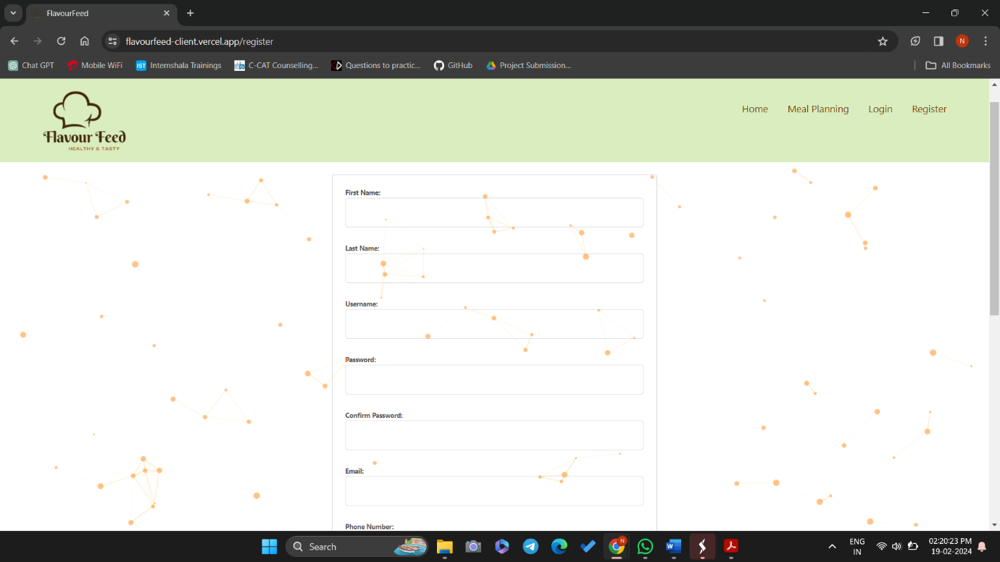 FlavourFeed
flavourfeed-client.vercel.app/register
N
Chat GPT
Mobile WiFi
IST Internshala Trainings
C-CAT Counselling...
Questions to practic...
GitHub
Project Submission...
All Bookmarks
Flavour Feed
HEALTHY & TASTY
Home
Meal Planning
Login
Register
First Name:
Last Name:
Username:
Password:
Confirm Password:
Email:
Phone Number:
Search
N
W
ENG
IN
02:20:23 PM
19-02-2024